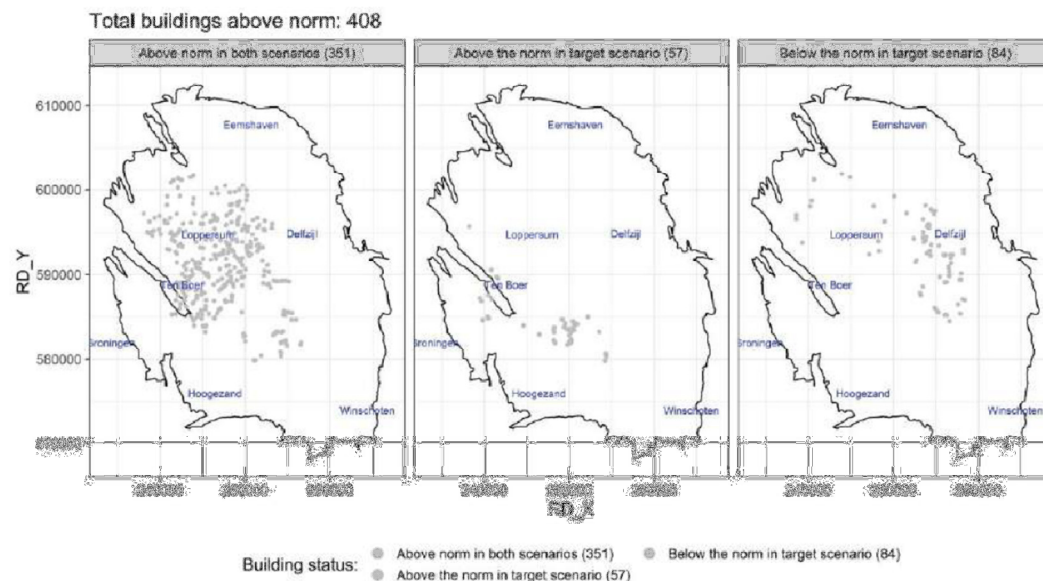 Total buildings above norm: 408
Above norm in both scenarios (351)
Above the norm in target scenario (57)
Below the norm in target scenario (84)
610000
600000
590000
580000
RD_Y
Eemshaven
Loppersum
Delfzijl
Ten Boer
Groningen
Hoogezand
Winschoten
Eemshaven
Loppersum
Delfzijl
Ten Boer
Groningen
Hoogezand
Winschoten
Eemshaven
Loppersum
Delfzijl
Ten Boer
Groningen
Hoogezand
Winschoten
RD_X
Building status:
Above norm in both scenarios (351)
Below the norm in target scenario (84)
Above the norm in target scenario (57)